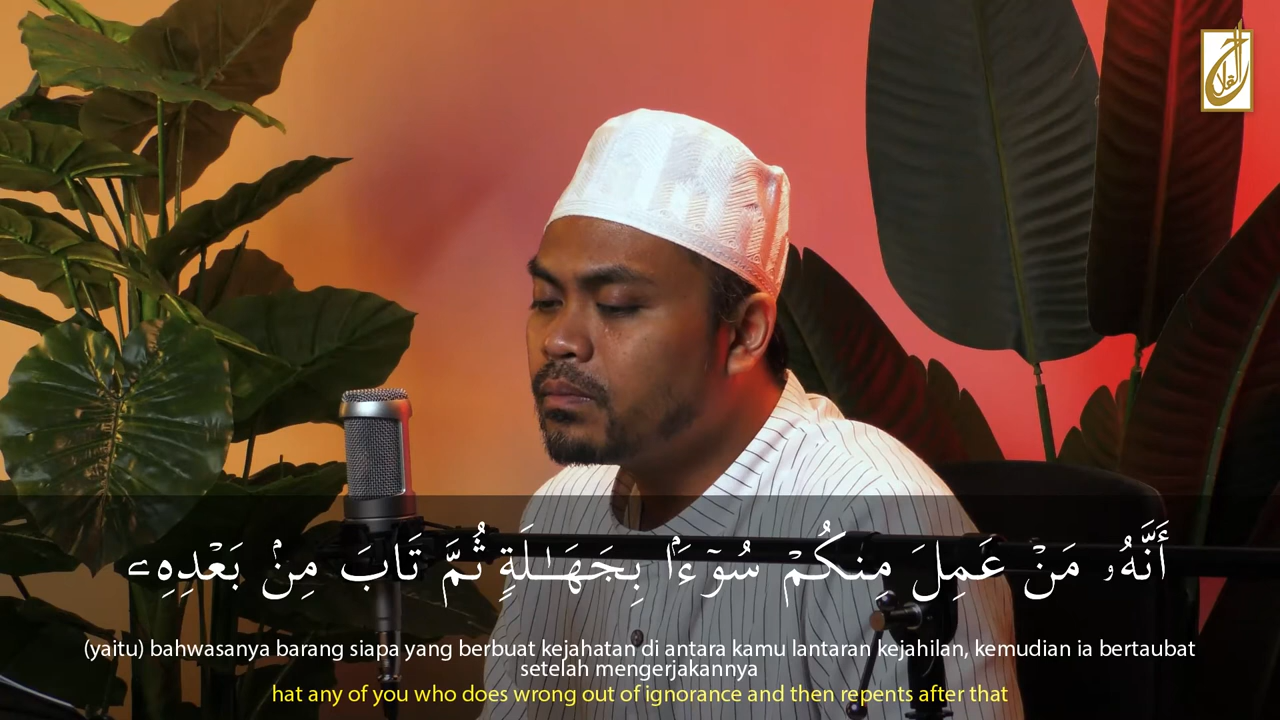 العفلاح
أَنَّهُۥ مَنْ عَمِلَ مِنكُمْ سُوٓءًۢا بِجَهَـٰلَةٍ ثُمَّ تَابَ مِنۢ بَعْدِهِۦ
(yaitu) bahwasanya barang siapa yang berbuat kejahatan di antara kamu lantaran kejahilan, kemudian ia bertaubat
setelah mengerjakannya
hat any of you who does wrong out of ignorance and then repents after that